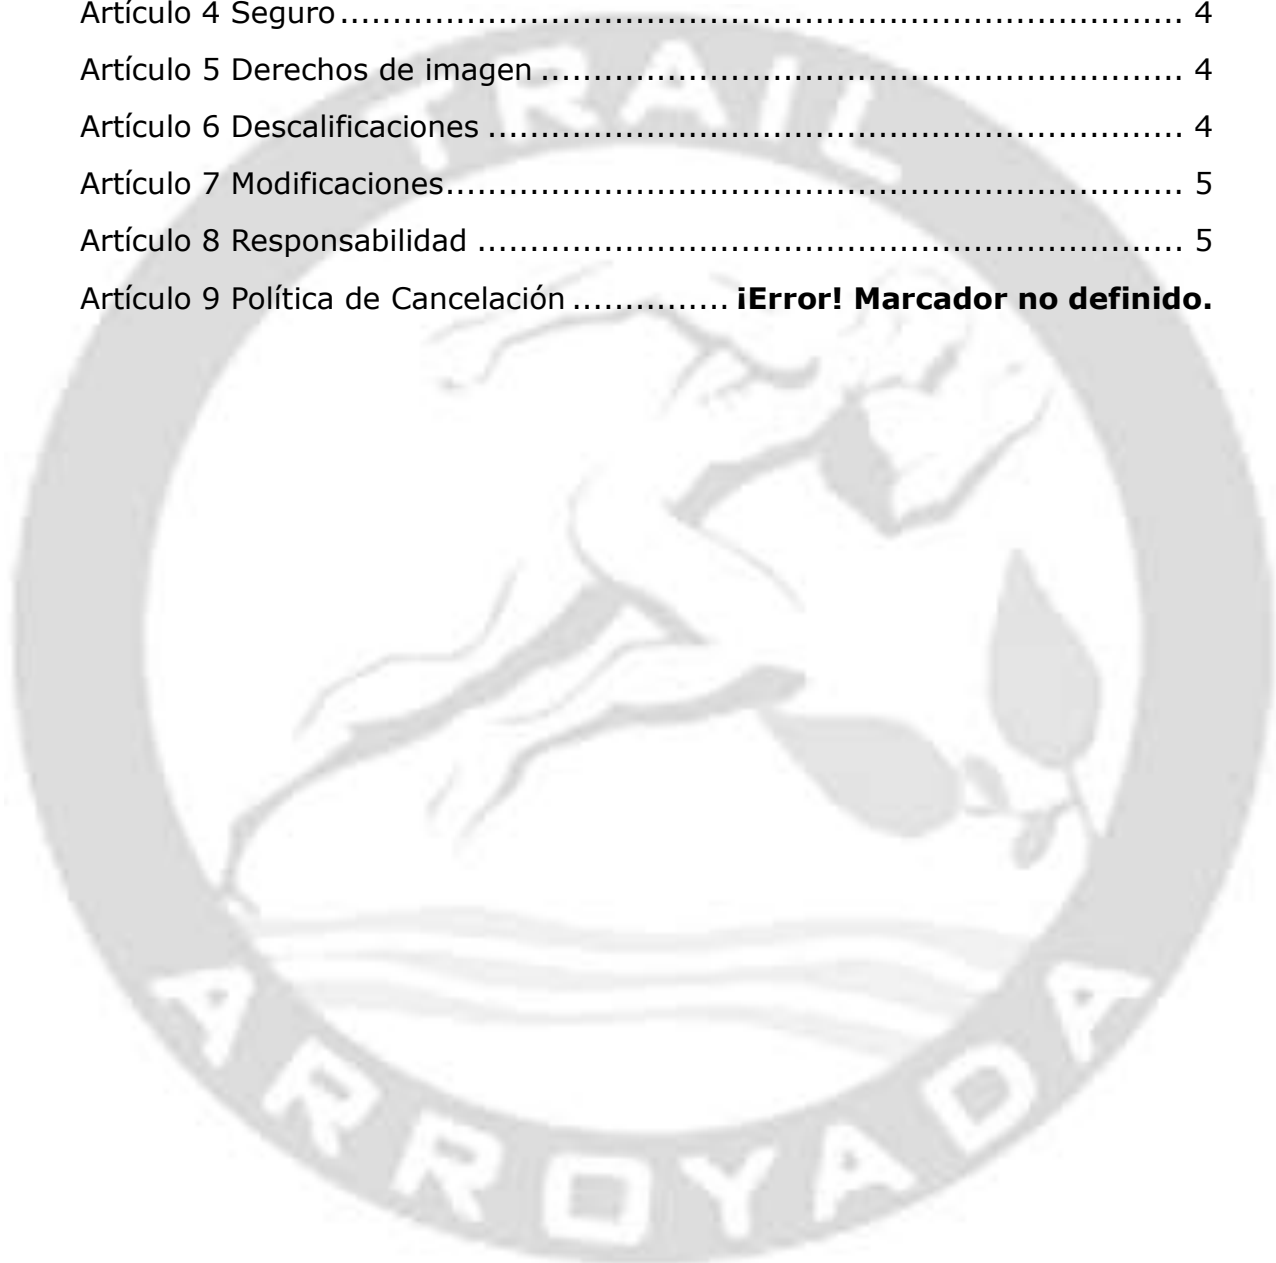 Artículo 4 Seguro ........................................................................ 4
Artículo 5 Derechos de imagen ........................................................ 4
Artículo 6 Descalificaciones ............................................................. 4
Artículo 7 Modificaciones ................................................................. 5
Artículo 8 Responsabilidad .............................................................. 5
Artículo 9 Política de Cancelación ............... ¡Error! Marcador no definido.
TRAIL
ARROYADA